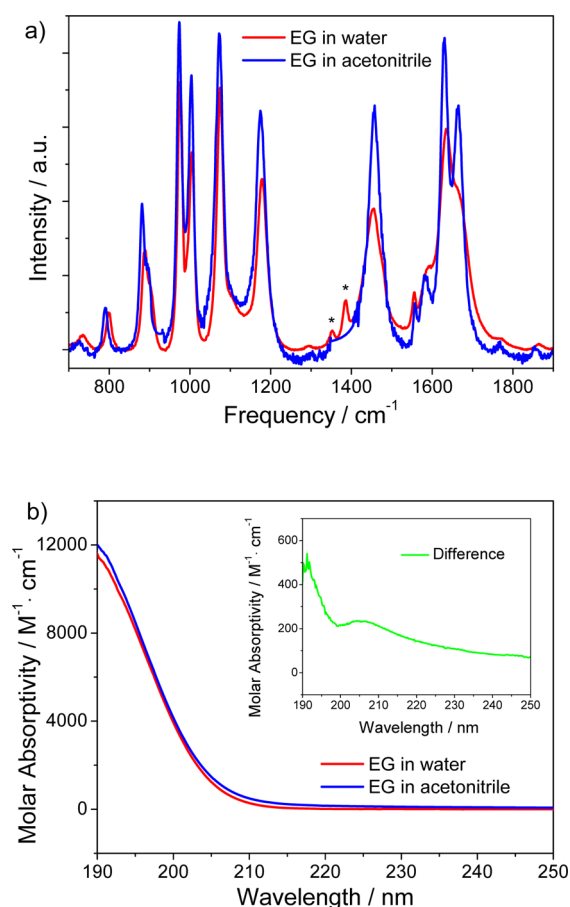 a)
EG in water
EG in acetonitrile
Intensity / a.u.
*
*
800 1000 1200 1400 1600 1800
Frequency / cm⁻¹
b)
Molar Absorptivity / M⁻¹· cm⁻¹
12000
8000
4000
0
Molar Absorptivity / M⁻¹· cm⁻¹
600
400
200
0
Difference
190 200 210 220 230 240 250
Wavelength / nm
EG in water
EG in acetonitrile
190 200 210 220 230 240 250
Wavelength / nm